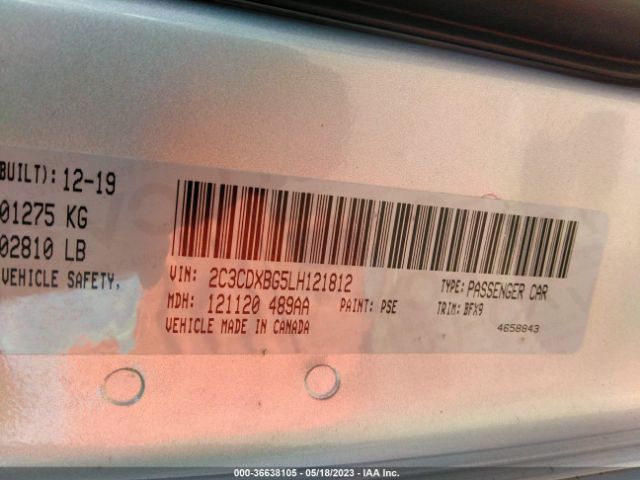 BUILT): 12-19
01275 KG
02810 LB
VEHICLE SAFETY.
VIN: 2C3CDXBG5LH121812
TYPE: PASSENGER CAR
MDH: 121120 489AA
PAINT: PSE
TRIM: BFX9
VEHICLE MADE IN CANADA
4658843
000-36638105 - 05/18/2023 - IAA Inc.